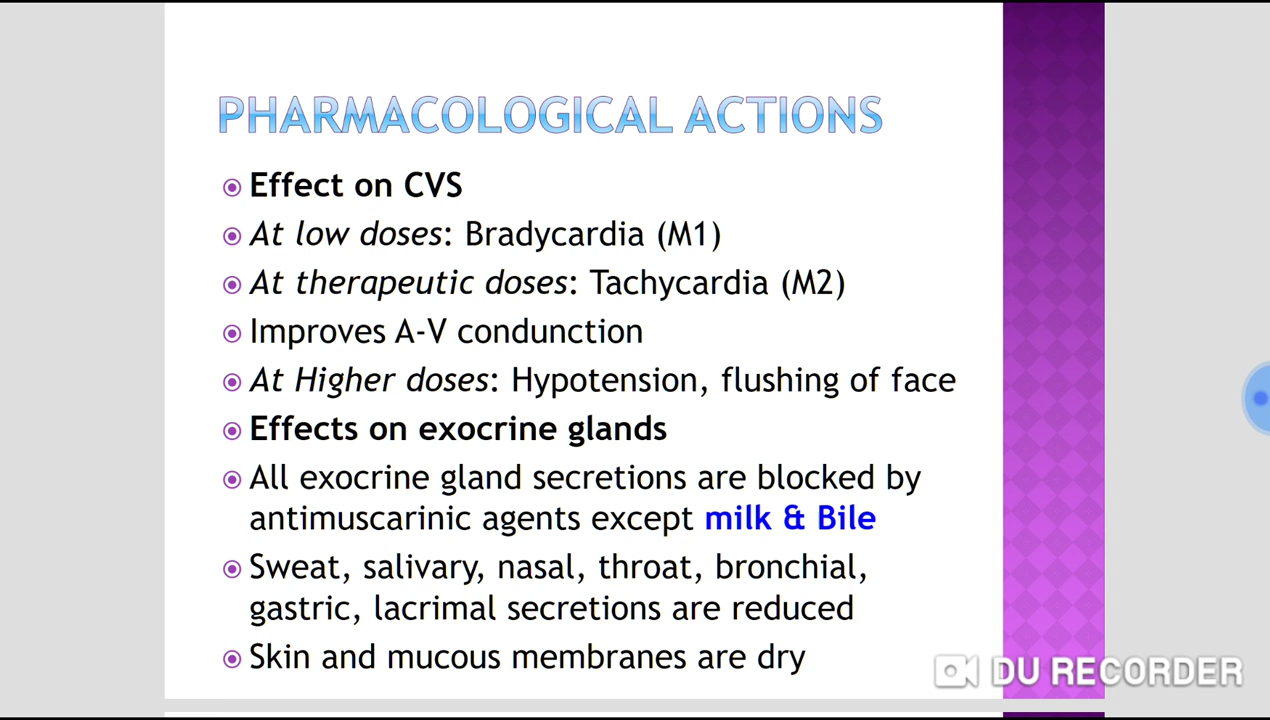 PHARMACOLOGICAL ACTIONS
Effect on CVS
At low doses: Bradycardia (M1)
At therapeutic doses: Tachycardia (M2)
Improves A-V condunction
At Higher doses: Hypotension, flushing of face
Effects on exocrine glands
All exocrine gland secretions are blocked by
antimuscarinic agents except milk & Bile
Sweat, salivary, nasal, throat, bronchial,
gastric, lacrimal secretions are reduced
Skin and mucous membranes are dry
DU RECORDER